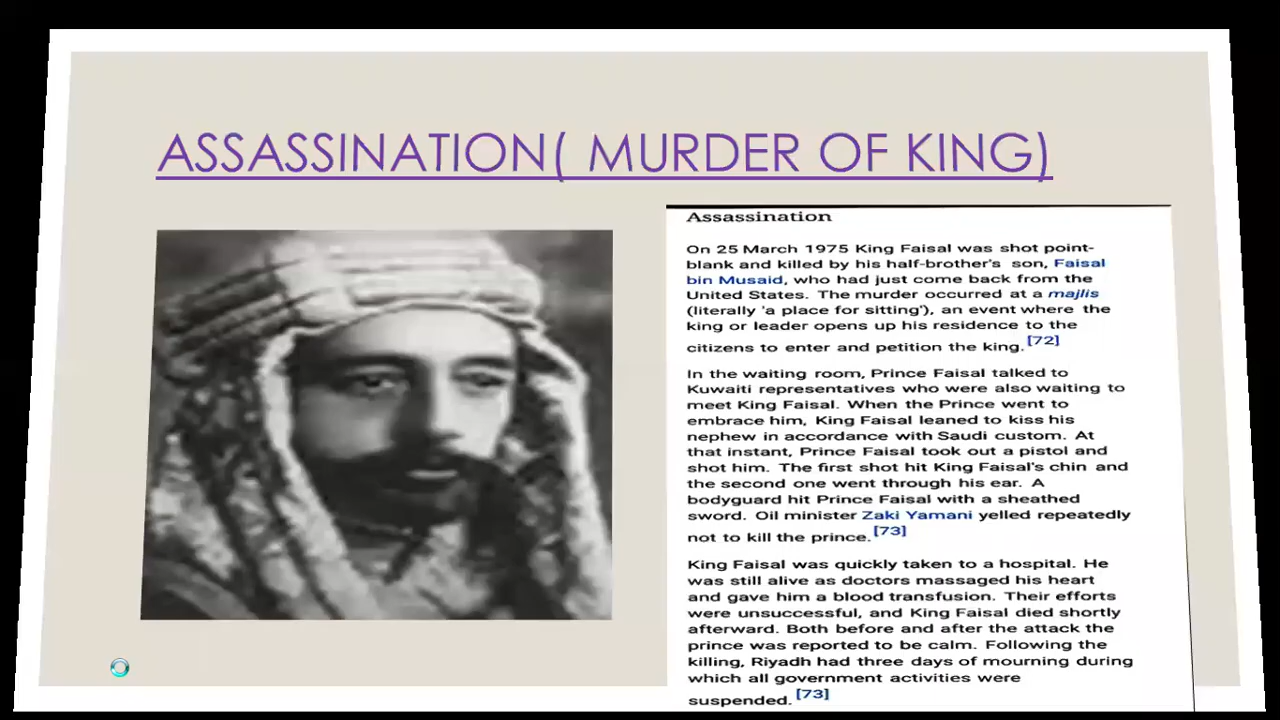 ASSASSINATION( MURDER OF KING)
Assassination
On 25 March 1975 King Faisal was shot point-
blank and killed by his half-brother's son, Faisal
bin Musaid, who had just come back from the
United States. The murder occurred at a majlis
(literally 'a place for sitting'), an event where the
king or leader opens up his residence to the
citizens to enter and petition the king.[72]
In the waiting room, Prince Faisal talked to
Kuwaiti representatives who were also waiting to
meet King Faisal. When the Prince went to
embrace him, King Faisal leaned to kiss his
nephew in accordance with Saudi custom. At
that instant, Prince Faisal took out a pistol and
shot him. The first shot hit King Faisal's chin and
the second one went through his ear. A
bodyguard hit Prince Faisal with a sheathed
sword. Oil minister Zaki Yamani yelled repeatedly
not to kill the prince.[73]
King Faisal was quickly taken to a hospital. He
was still alive as doctors massaged his heart
and gave him a blood transfusion. Their efforts
were unsuccessful, and King Faisal died shortly
afterward. Both before and after the attack the
prince was reported to be calm. Following the
killing, Riyadh had three days of mourning during
which all government activities were
suspended.[73]